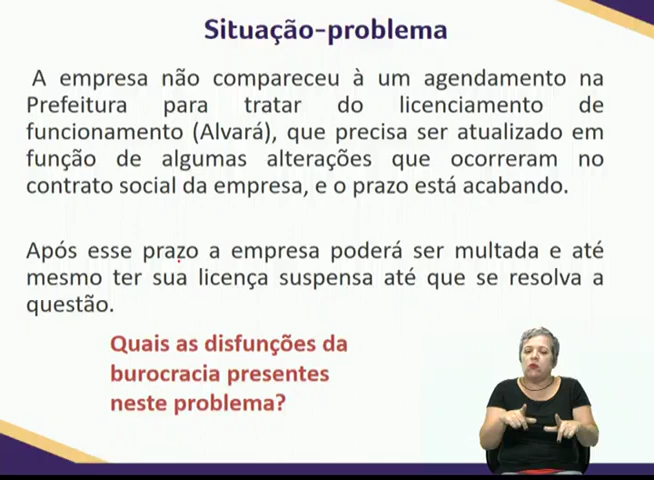 Situação-problema
A empresa não compareceu à um agendamento na
Prefeitura para tratar do licenciamento de
funcionamento (Alvará), que precisa ser atualizado em
função de algumas alterações que ocorreram no
contrato social da empresa, e o prazo está acabando.
Após esse prazo a empresa poderá ser multada e até
mesmo ter sua licença suspensa até que se resolva a
questão.
Quais as disfunções da
burocracia presentes
neste problema?